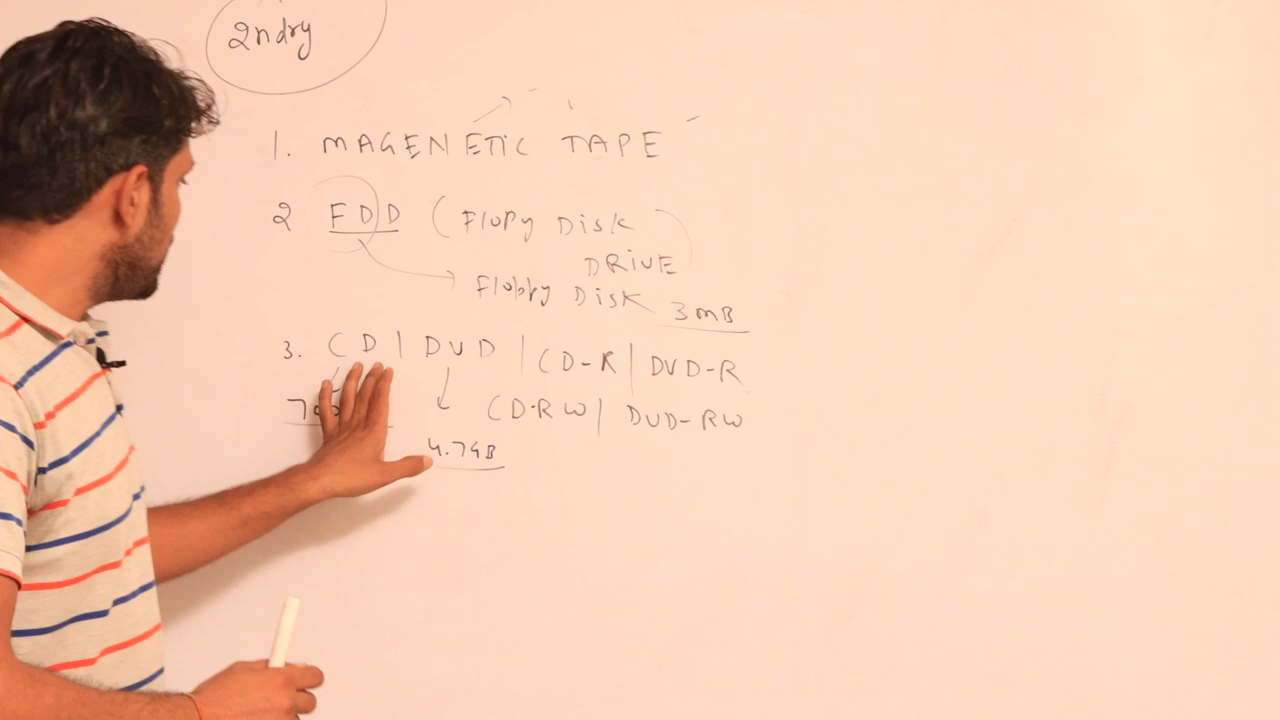 2ndry
1. MAGENETIC TAPE
2 FDD (Flopy Disk
DRIVE)
Floppy Disk 3MB
3. CD | DVD | CD-R | DVD-R
CD-RW | DVD-RW
4.7GB